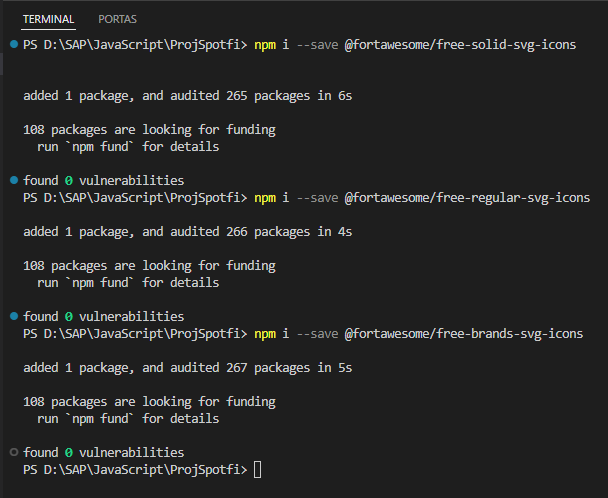 TERMINAL PORTAS
PS D:\SAP\JavaScript\ProjSpotfi> npm i --save @fortawesome/free-solid-svg-icons
added 1 package, and audited 265 packages in 6s
108 packages are looking for funding
  run `npm fund` for details
found 0 vulnerabilities
PS D:\SAP\JavaScript\ProjSpotfi> npm i --save @fortawesome/free-regular-svg-icons
added 1 package, and audited 266 packages in 4s
108 packages are looking for funding
  run `npm fund` for details
found 0 vulnerabilities
PS D:\SAP\JavaScript\ProjSpotfi> npm i --save @fortawesome/free-brands-svg-icons
added 1 package, and audited 267 packages in 5s
108 packages are looking for funding
  run `npm fund` for details
found 0 vulnerabilities
PS D:\SAP\JavaScript\ProjSpotfi>